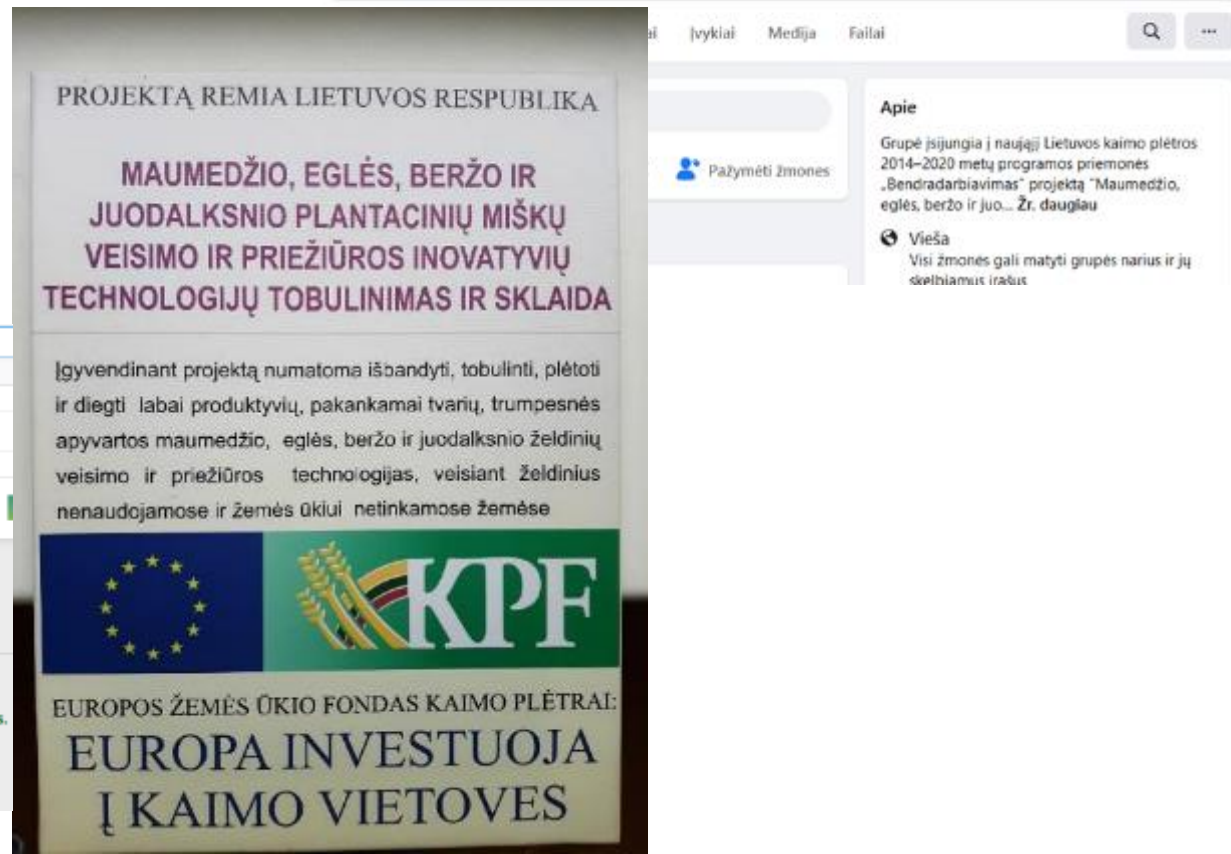 PROJEKTĄ REMIA LIETUVOS RESPUBLIKA
MAUMEDŽIO, EGLĖS, BERŽO IR
JUODALKSNIO PLANTACINIŲ MIŠKŲ
VEISIMO IR PRIEŽIŪROS INOVATYVIŲ
TECHNOLOGIJŲ TOBULINIMAS IR SKLAIDA
Įgyvendinant projektą numatoma išbandyti, tobulinti, plėtoti
ir diegti labai produktyvių, pakankamai tvarių, trumpesnės
apyvartos maumedžio, eglės, beržo ir juodalksnio želdinių
veisimo ir priežiūros technologijas, veisiant želdinius
nenaudojamose ir žemės ūkiui netinkamose žemėse
KPF
EUROPOS ŽEMĖS ŪKIO FONDAS KAIMO PLĖTRAI:
EUROPA INVESTUOJA
Į KAIMO VIETOVES
Įvykiai Medija Failai
Pažymėti žmones
Apie
Grupė įsijungia į naująjį Lietuvos kaimo plėtros
2014–2020 metų programos priemonės
„Bendradarbiavimas" projektą "Maumedžio,
eglės, beržo ir juo... Žr. daugiau
Vieša
Visi žmonės gali matyti grupės narius ir jų
skelbiamus įrašus